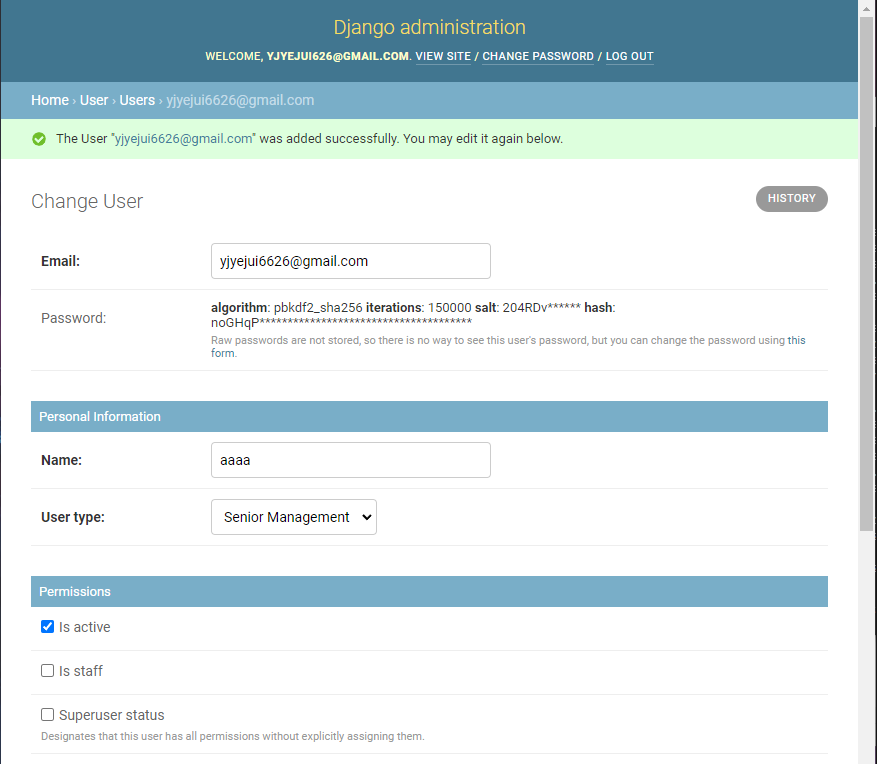 Django administration
WELCOME, YJYEJUI626@GMAIL.COM. VIEW SITE / CHANGE PASSWORD / LOG OUT
Home › User › Users › yjyejui6626@gmail.com
The User "yjyejui6626@gmail.com" was added successfully. You may edit it again below.
Change User
HISTORY
Email: yjyejui6626@gmail.com
Password: algorithm: pbkdf2_sha256 iterations: 150000 salt: 204RDv****** hash:
noGHqP**************************************
Raw passwords are not stored, so there is no way to see this user's password, but you can change the password using this
form.
Personal Information
Name: aaaa
User type: Senior Management
Permissions
Is active
Is staff
Superuser status
Designates that this user has all permissions without explicitly assigning them.